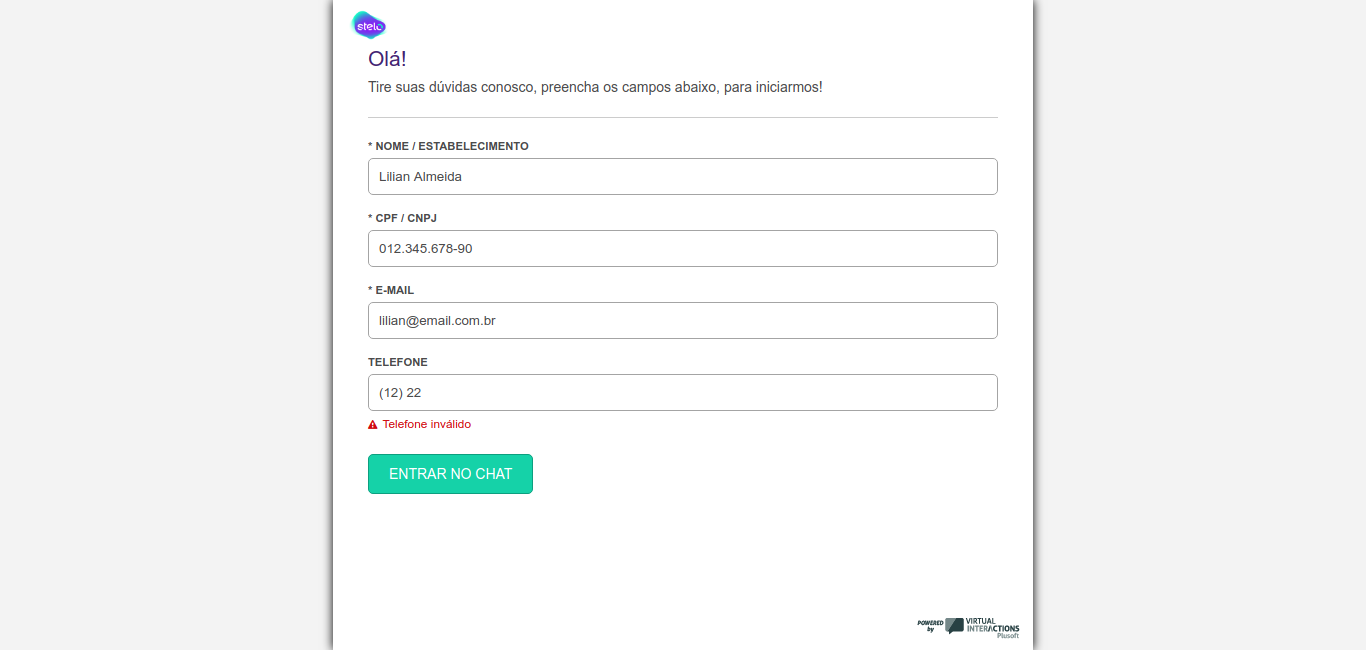 stelo
Olá!
Tire suas dúvidas conosco, preencha os campos abaixo, para iniciarmos!
* NOME / ESTABELECIMENTO
Lilian Almeida
* CPF / CNPJ
012.345.678-90
* E-MAIL
lilian@email.com.br
TELEFONE
(12) 22
Telefone inválido
ENTRAR NO CHAT
POWERED by VIRTUAL INTERACTIONS
Plusoft